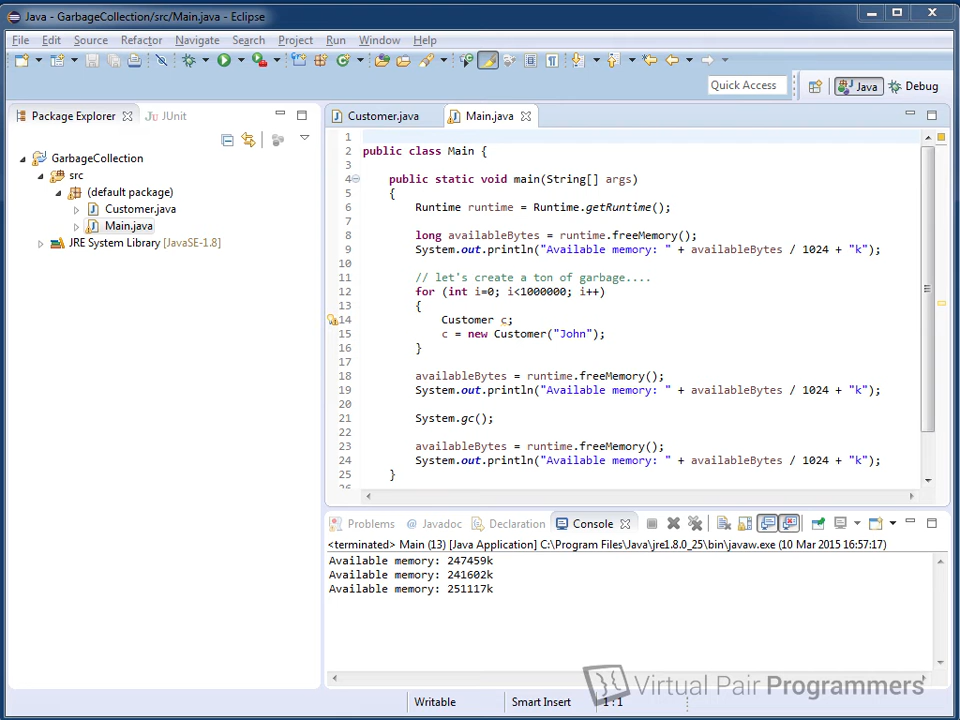 Java - GarbageCollection/src/Main.java - Eclipse
File Edit Source Refactor Navigate Search Project Run Window Help
Quick Access Java Debug
Package Explorer JUnit
GarbageCollection
src
(default package)
Customer.java
Main.java
JRE System Library [JavaSE-1.8]
Customer.java Main.java
1
2 public class Main {
3
4 public static void main(String[] args)
5 {
6 Runtime runtime = Runtime.getRuntime();
7
8 long availableBytes = runtime.freeMemory();
9 System.out.println("Available memory: " + availableBytes / 1024 + "k");
10
11 // let's create a ton of garbage....
12 for (int i=0; i<1000000; i++)
13 {
14 Customer c;
15 c = new Customer("John");
16 }
17
18 availableBytes = runtime.freeMemory();
19 System.out.println("Available memory: " + availableBytes / 1024 + "k");
20
21 System.gc();
22
23 availableBytes = runtime.freeMemory();
24 System.out.println("Available memory: " + availableBytes / 1024 + "k");
25 }
26
Problems Javadoc Declaration Console
<terminated> Main (13) [Java Application] C:\Program Files\Java\jre1.8.0_25\bin\javaw.exe (10 Mar 2015 16:57:17)
Available memory: 247459k
Available memory: 241602k
Available memory: 251117k
Virtual Pair Programmers
Writable Smart Insert 1:1